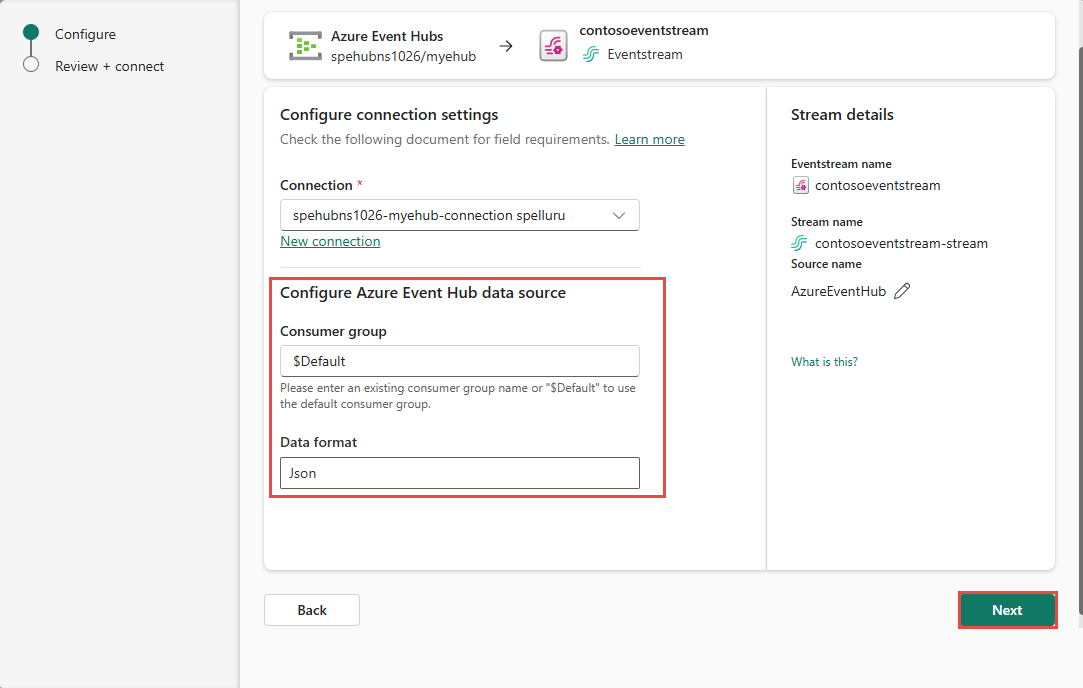 Configure
Review + connect
Azure Event Hubs
spehubns1026/myehub
contosoeventstream
Eventstream
Configure connection settings
Check the following document for field requirements. Learn more
Connection *
spehubns1026-myehub-connection spelluru
New connection
Configure Azure Event Hub data source
Consumer group
$Default
Please enter an existing consumer group name or "$Default" to use
the default consumer group.
Data format
Json
Stream details
Eventstream name
contosoeventstream
Stream name
contosoeventstream-stream
Source name
AzureEventHub
What is this?
Back
Next